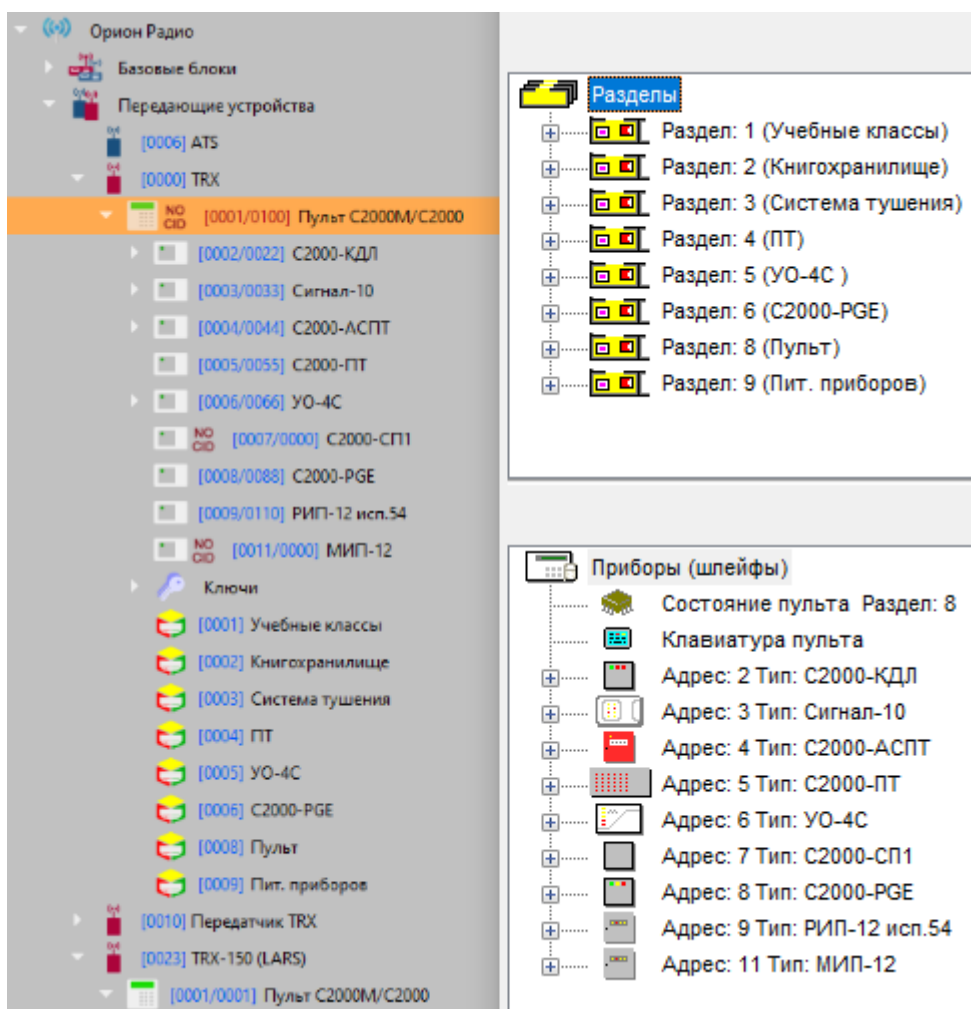 Орион Радио
Базовые блоки
Передающие устройства
[0006] ATS
[0000] TRX
NO CID [0001/0100] Пульт С2000М/С2000
[0002/0022] С2000-КДЛ
[0003/0033] Сигнал-10
[0004/0044] С2000-АСПТ
[0005/0055] С2000-ПТ
[0006/0066] УО-4С
NO CID [0007/0000] С2000-СП1
[0008/0088] С2000-PGE
[0009/0110] РИП-12 исп.54
NO CID [0011/0000] МИП-12
Ключи
[0001] Учебные классы
[0002] Книгохранилище
[0003] Система тушения
[0004] ПТ
[0005] УО-4С
[0006] С2000-PGE
[0008] Пульт
[0009] Пит. приборов
[0010] Передатчик TRX
[0023] TRX-150 (LARS)
[0001/0001] Пульт С2000М/С2000
Разделы
Раздел: 1 (Учебные классы)
Раздел: 2 (Книгохранилище)
Раздел: 3 (Система тушения)
Раздел: 4 (ПТ)
Раздел: 5 (УО-4С )
Раздел: 6 (С2000-PGE)
Раздел: 8 (Пульт)
Раздел: 9 (Пит. приборов)
Приборы (шлейфы)
Состояние пульта Раздел: 8
Клавиатура пульта
Адрес: 2 Тип: С2000-КДЛ
Адрес: 3 Тип: Сигнал-10
Адрес: 4 Тип: С2000-АСПТ
Адрес: 5 Тип: С2000-ПТ
Адрес: 6 Тип: УО-4С
Адрес: 7 Тип: С2000-СП1
Адрес: 8 Тип: С2000-PGE
Адрес: 9 Тип: РИП-12 исп.54
Адрес: 11 Тип: МИП-12